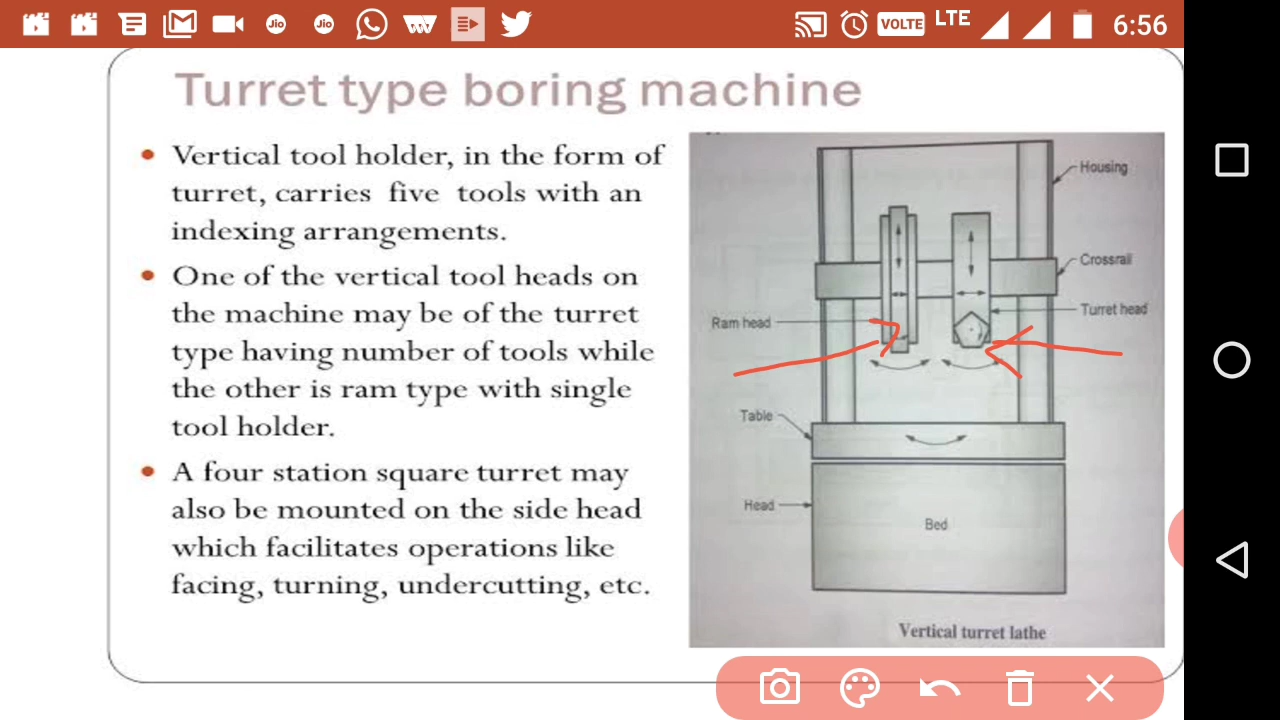 Jio
Jio
VOLTE
LTE
6:56
Turret type boring machine
• Vertical tool holder, in the form of
turret, carries five tools with an
indexing arrangements.
• One of the vertical tool heads on
the machine may be of the turret
type having number of tools while
the other is ram type with single
tool holder.
• A four station square turret may
also be mounted on the side head
which facilitates operations like
facing, turning, undercutting, etc.
Housing
Crossrail
Turret head
Ram head
Table
Head
Bed
Vertical turret lathe